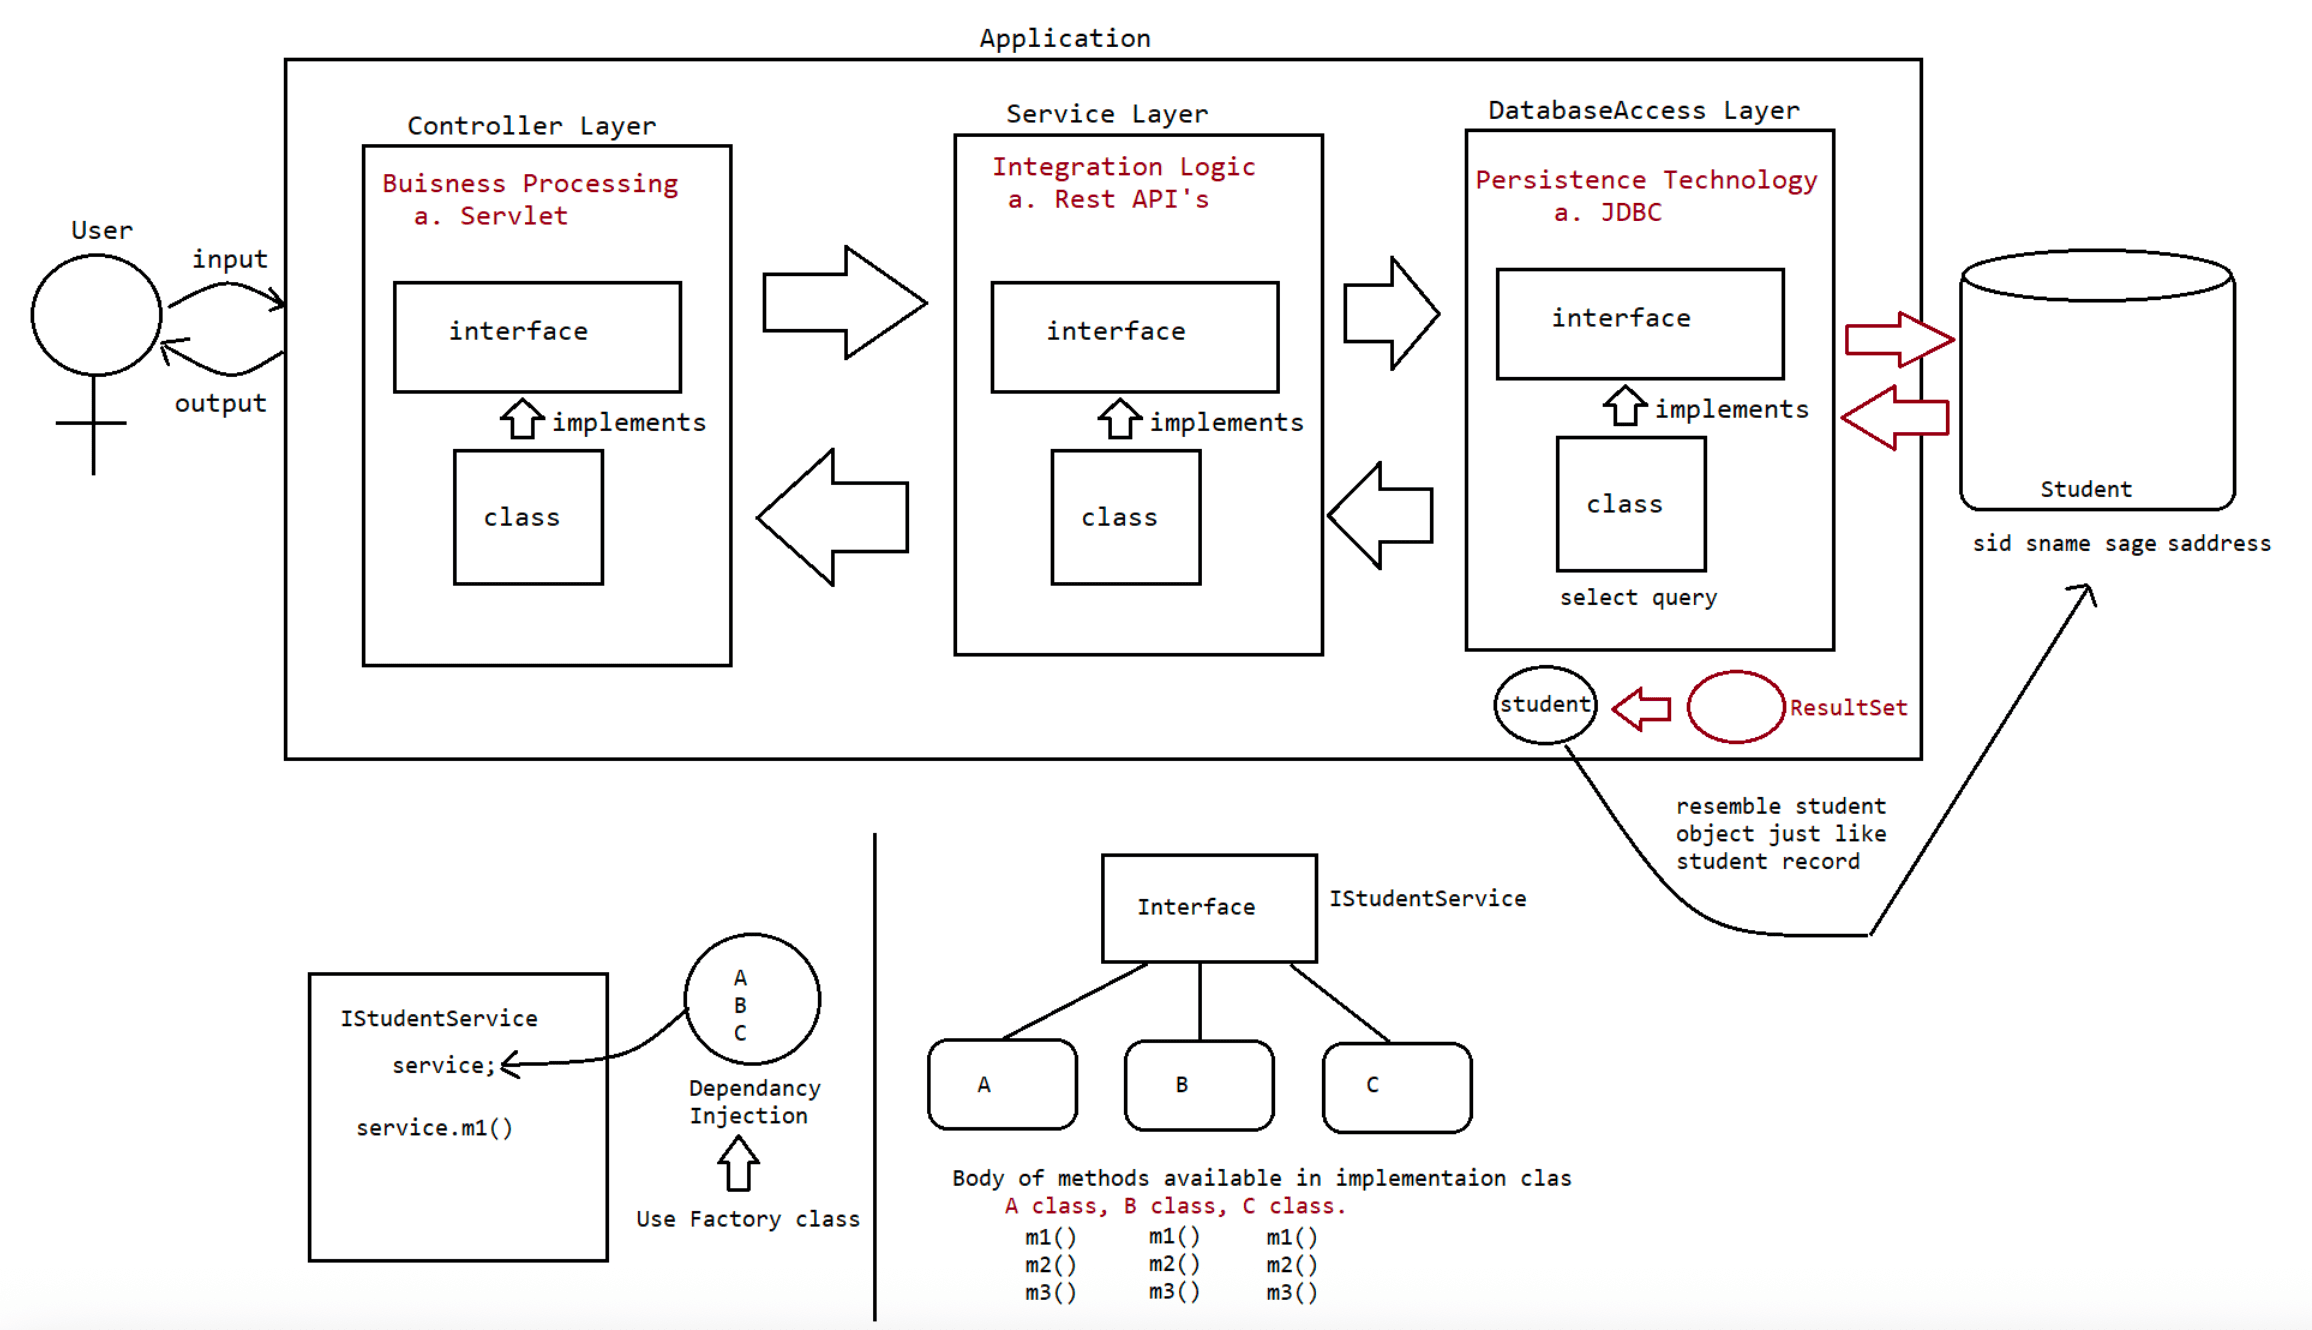 Application
Controller Layer
Buisness Processing
a. Servlet
interface
implements
class
Service Layer
Integration Logic
a. Rest API's
interface
implements
class
DatabaseAccess Layer
Persistence Technology
a. JDBC
interface
implements
class
select query
User
input
output
Student
sid sname sage saddress
student
ResultSet
resemble student
object just like
student record
IStudentService
service;
service.m1()
A
B
C
Dependancy
Injection
Use Factory class
Interface
IStudentService
A
B
C
Body of methods available in implementaion clas
A class, B class, C class.
m1() m1() m1()
m2() m2() m2()
m3() m3() m3()